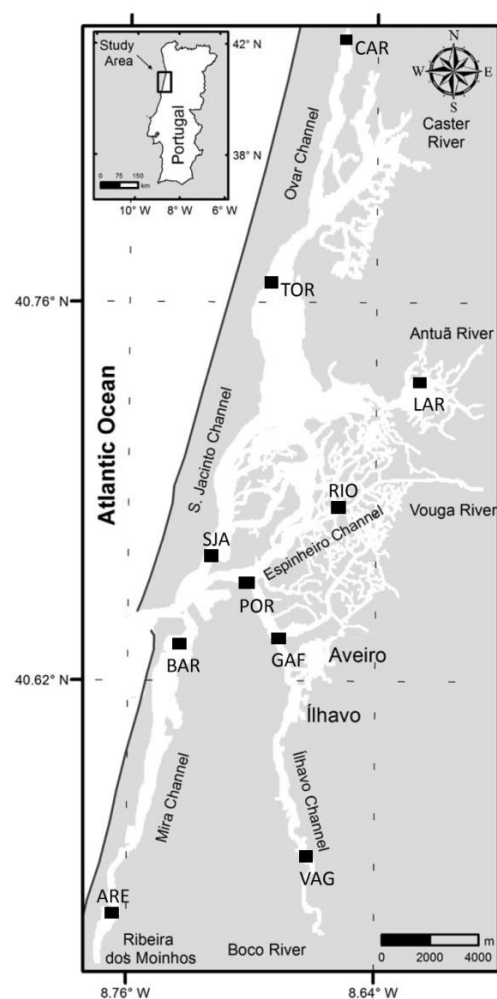 42° N
Study
Area
Portugal
38° N
0 75 150
km
10° W 8° W 6° W
N
W E
S
CAR
Caster
River
Ovar Channel
TOR
40.76° N
Antuã River
LAR
Atlantic Ocean
S. Jacinto Channel
RIO
Vouga River
Espinheiro Channel
SJA
POR
GAF
Aveiro
BAR
40.62° N
Ílhavo
Mira Channel
Ílhavo Channel
VAG
ARE
Ribeira
dos Moinhos
Boco River
m
0 2000 4000
8.76° W 8.64° W